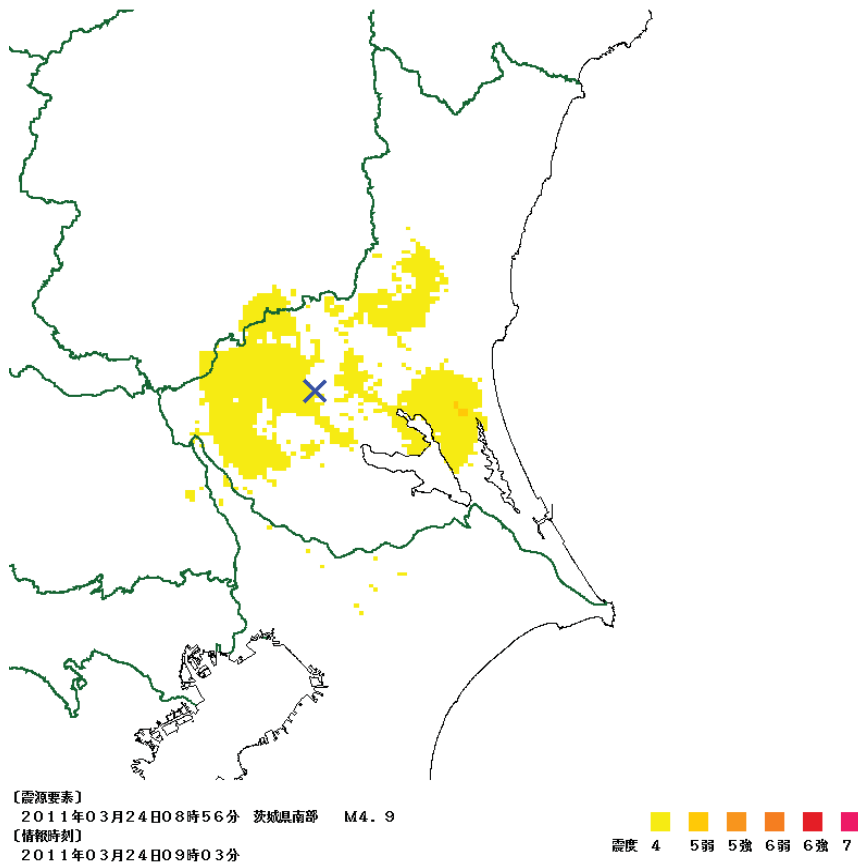 ［震源要素］
２０１１年０３月２４日０８時５６分 茨城県南部 Ｍ４．９
［情報時刻］
２０１１年０３月２４日０９時０３分
震度 4 5弱 5強 6弱 6強 7